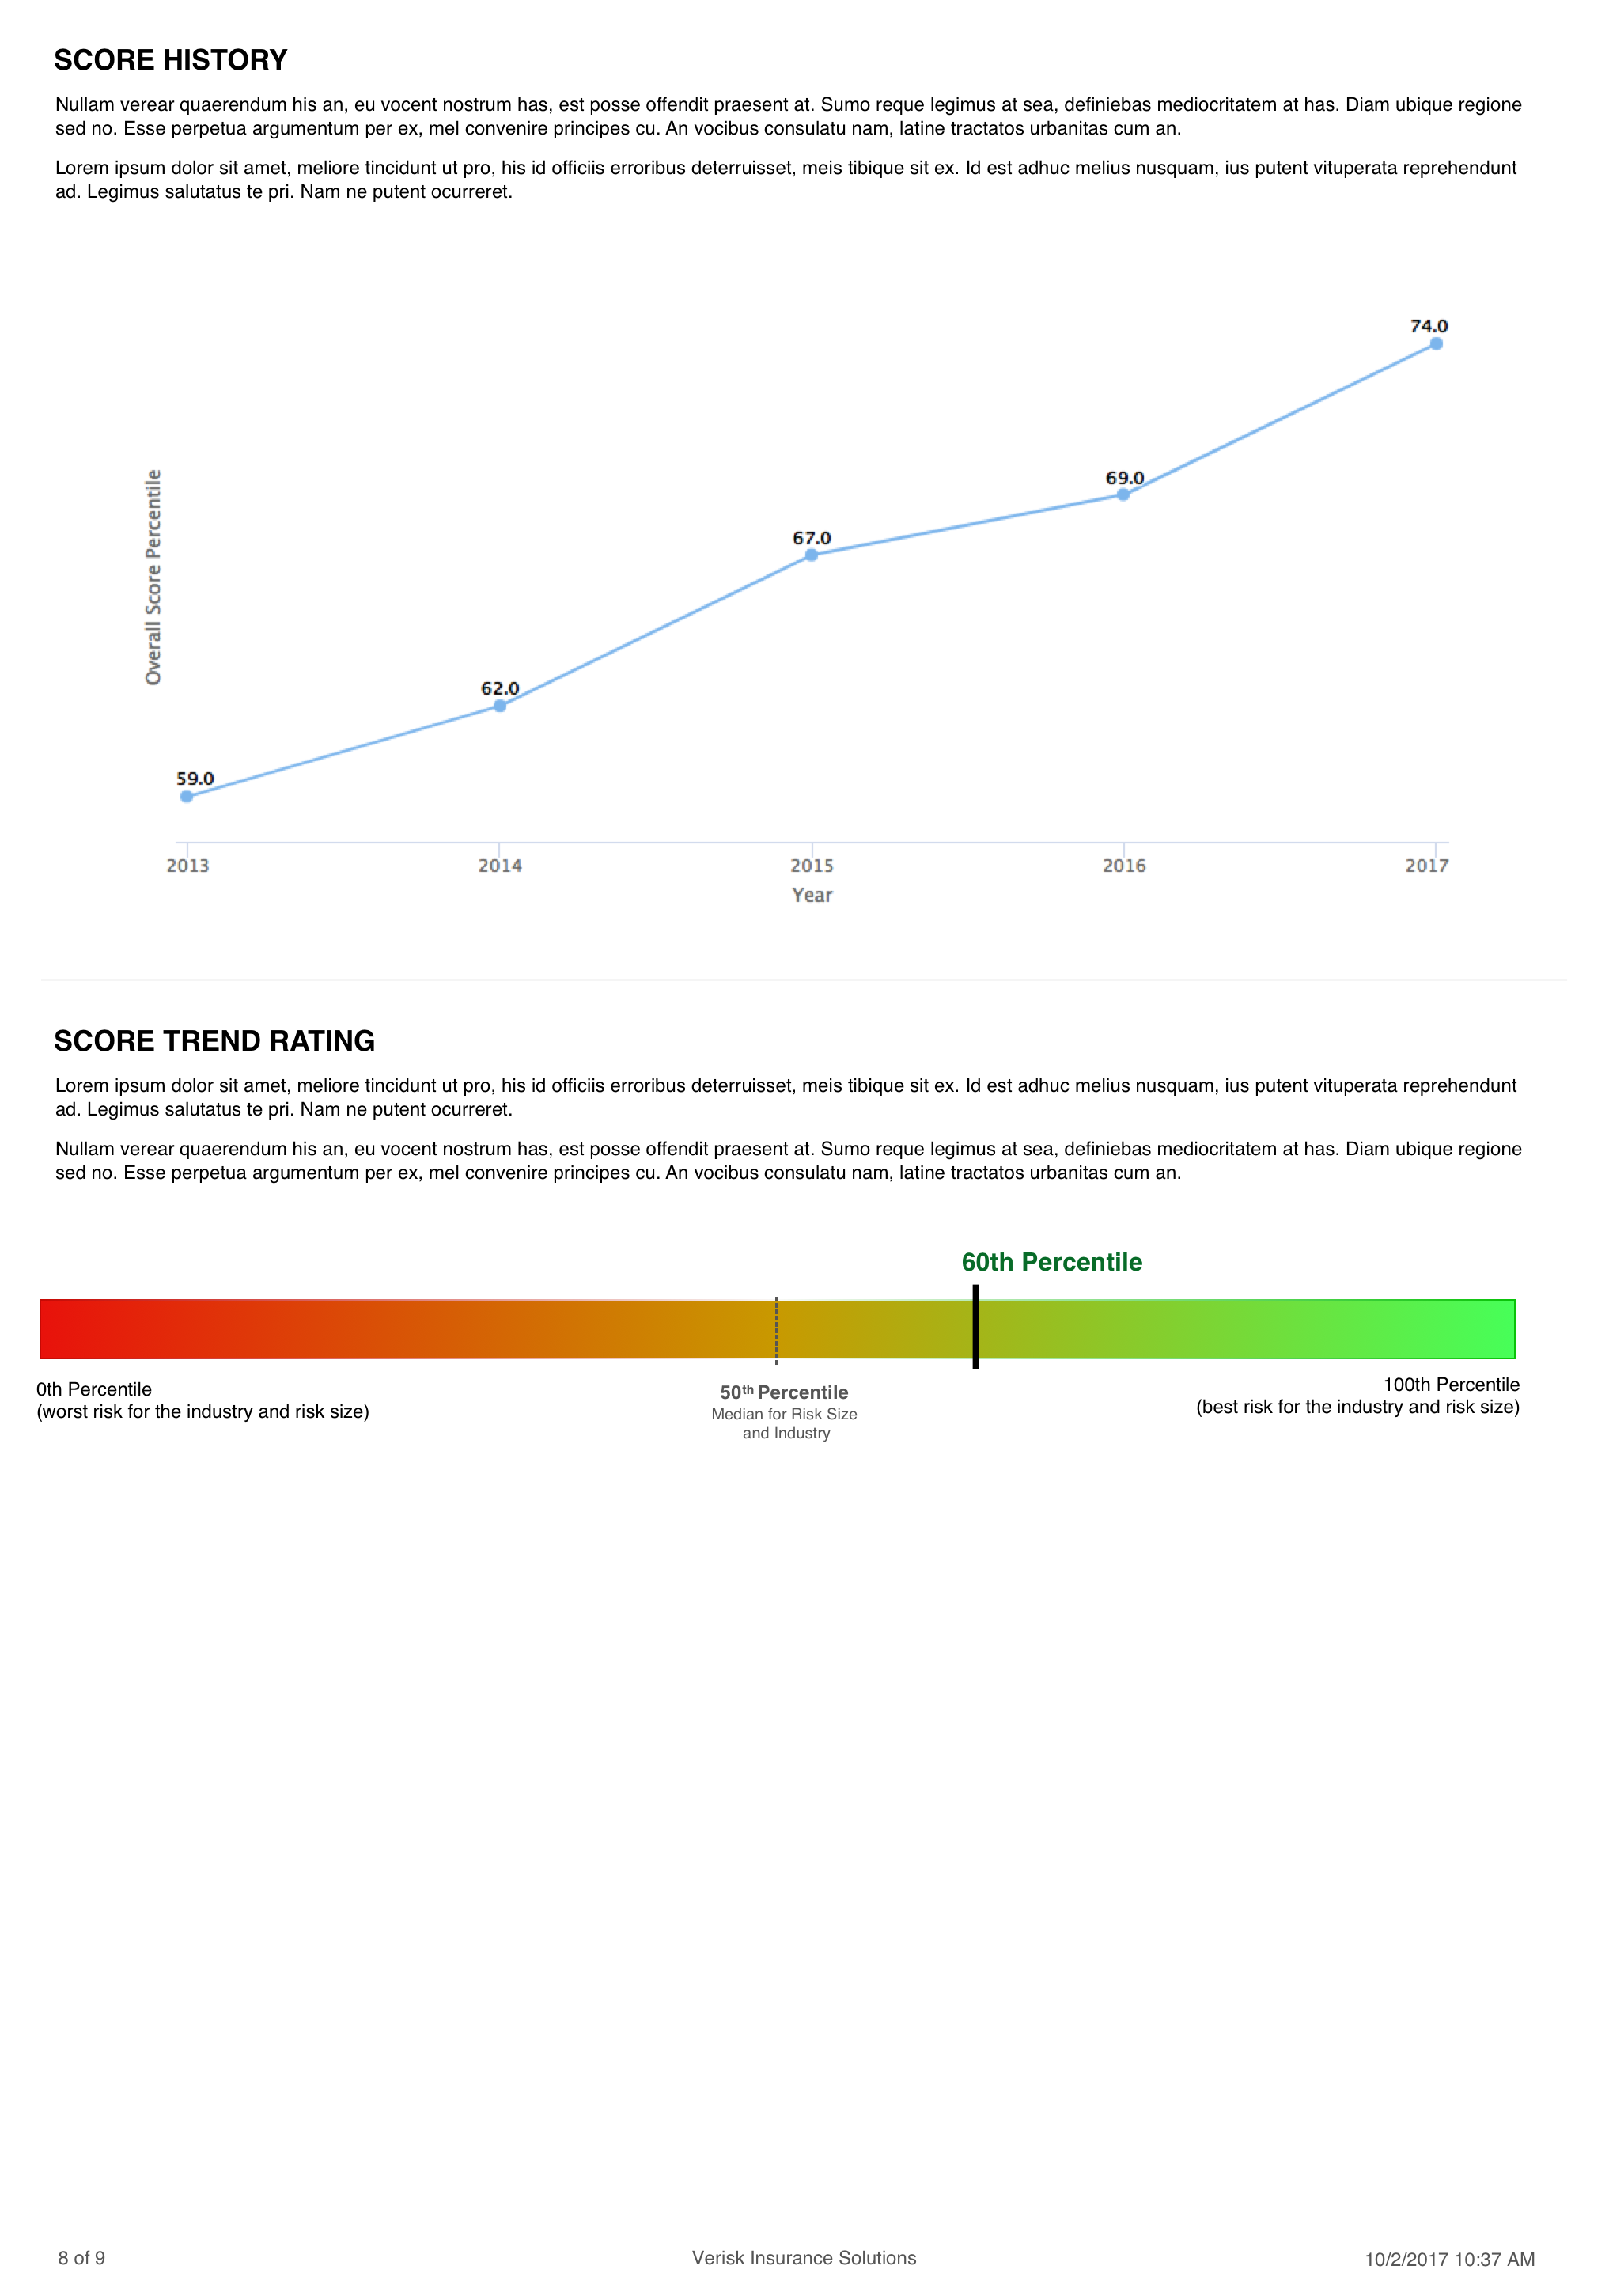 SCORE HISTORY
Nullam verear quaerendum his an, eu vocent nostrum has, est posse offendit praesent at. Sumo reque legimus at sea, definiebas mediocritatem at has. Diam ubique regione
sed no. Esse perpetua argumentum per ex, mel convenire principes cu. An vocibus consulatu nam, latine tractatos urbanitas cum an.
Lorem ipsum dolor sit amet, meliore tincidunt ut pro, his id officiis erroribus deterruisset, meis tibique sit ex. Id est adhuc melius nusquam, ius putent vituperata reprehendunt
ad. Legimus salutatus te pri. Nam ne putent ocurreret.
74.0
69.0
67.0
62.0
59.0
Overall Score Percentile
2013 2014 2015 2016 2017
Year
SCORE TREND RATING
Lorem ipsum dolor sit amet, meliore tincidunt ut pro, his id officiis erroribus deterruisset, meis tibique sit ex. Id est adhuc melius nusquam, ius putent vituperata reprehendunt
ad. Legimus salutatus te pri. Nam ne putent ocurreret.
Nullam verear quaerendum his an, eu vocent nostrum has, est posse offendit praesent at. Sumo reque legimus at sea, definiebas mediocritatem at has. Diam ubique regione
sed no. Esse perpetua argumentum per ex, mel convenire principes cu. An vocibus consulatu nam, latine tractatos urbanitas cum an.
60th Percentile
0th Percentile
(worst risk for the industry and risk size)
50th Percentile
Median for Risk Size
and Industry
100th Percentile
(best risk for the industry and risk size)
8 of 9
Verisk Insurance Solutions
10/2/2017 10:37 AM